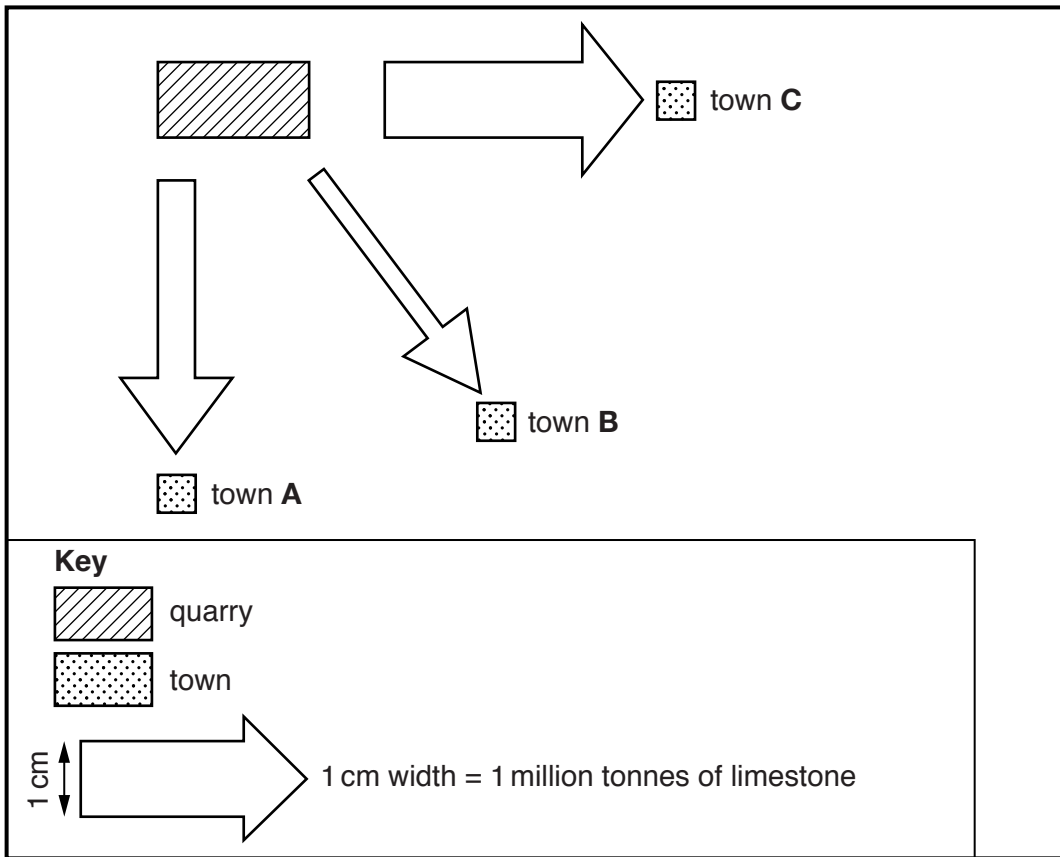 town C
town B
town A
Key
quarry
town
1 cm
1 cm width = 1 million tonnes of limestone